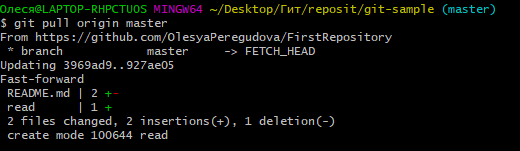 Олеся@LAPTOP-RHPCTUOS MINGW64 ~/Desktop/Гит/reposit/git-sample (master)
$ git pull origin master
From https://github.com/OlesyaPeregudova/FirstRepository
 * branch            master     -> FETCH_HEAD
Updating 3969ad9..927ae05
Fast-forward
 README.md | 2 +-
 read      | 1 +
 2 files changed, 2 insertions(+), 1 deletion(-)
 create mode 100644 read